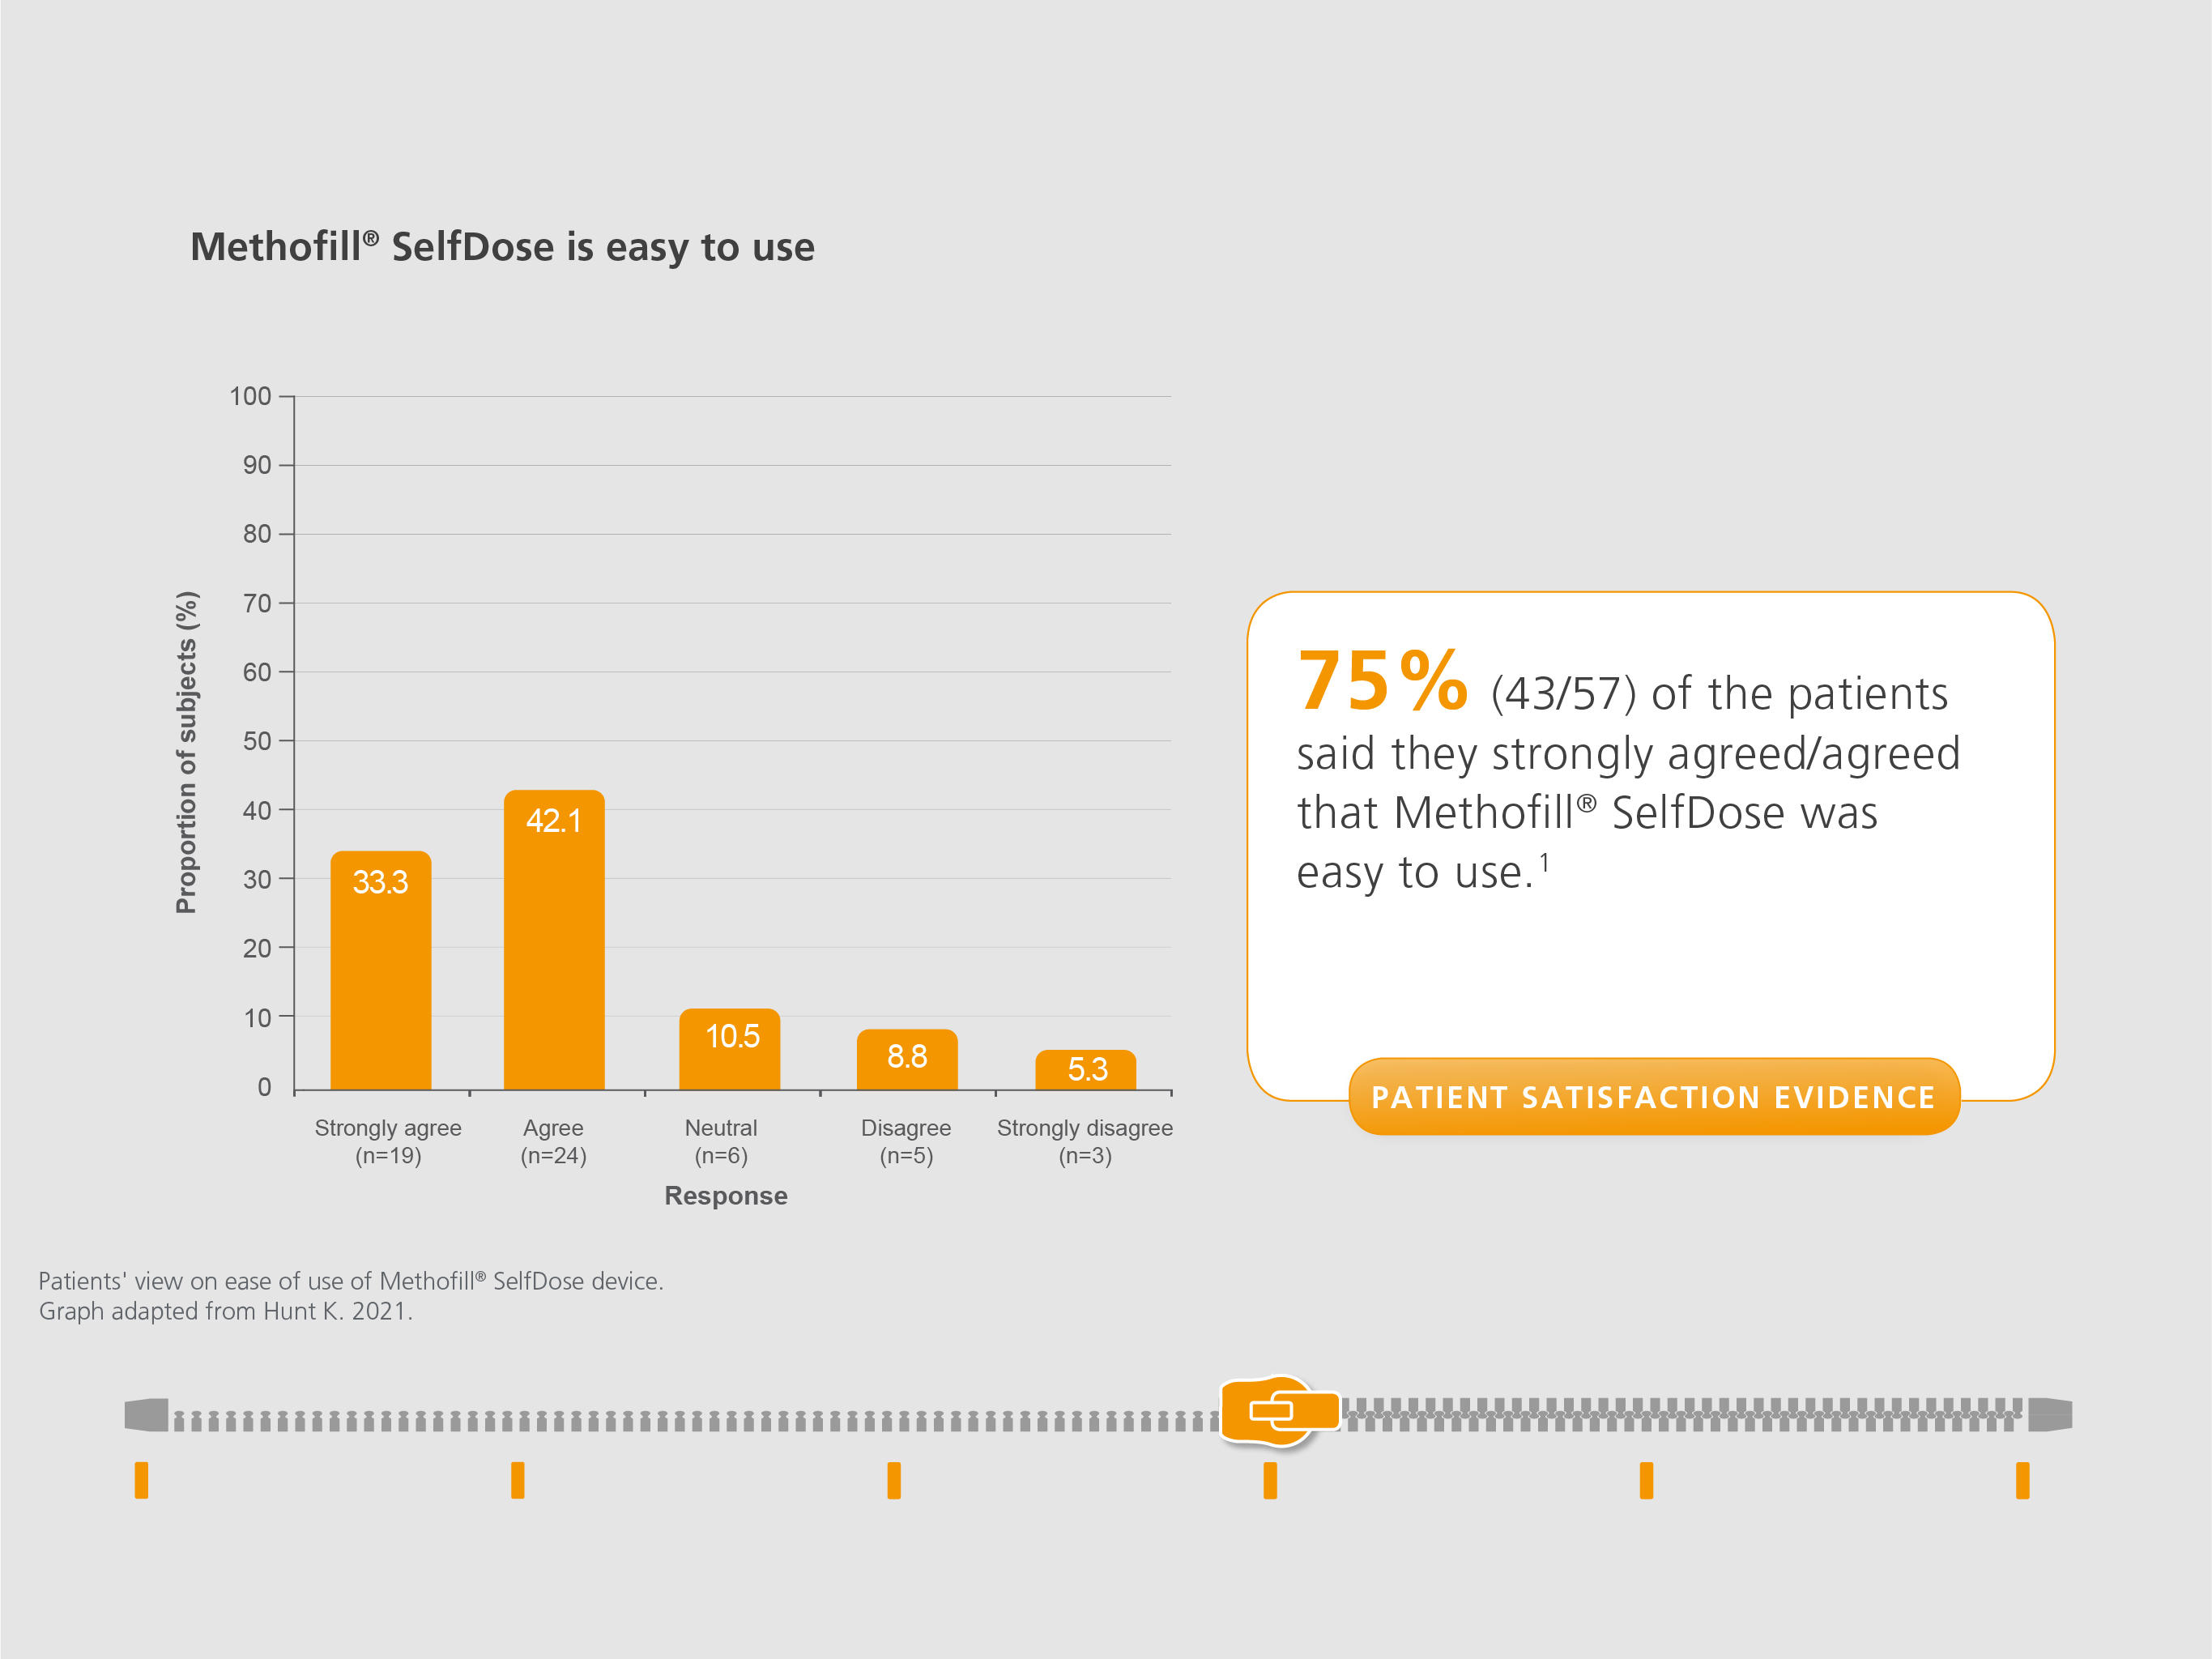 Methofill® SelfDose is easy to use
Proportion of subjects (%)
100
90
80
70
60
50
40
30
20
10
0
33.3
42.1
10.5
8.8
5.3
Strongly agree
(n=19)
Agree
(n=24)
Neutral
(n=6)
Disagree
(n=5)
Strongly disagree
(n=3)
Response
75% (43/57) of the patients
said they strongly agreed/agreed
that Methofill® SelfDose was
easy to use.¹
PATIENT SATISFACTION EVIDENCE
Patients' view on ease of use of Methofill® SelfDose device.
Graph adapted from Hunt K. 2021.